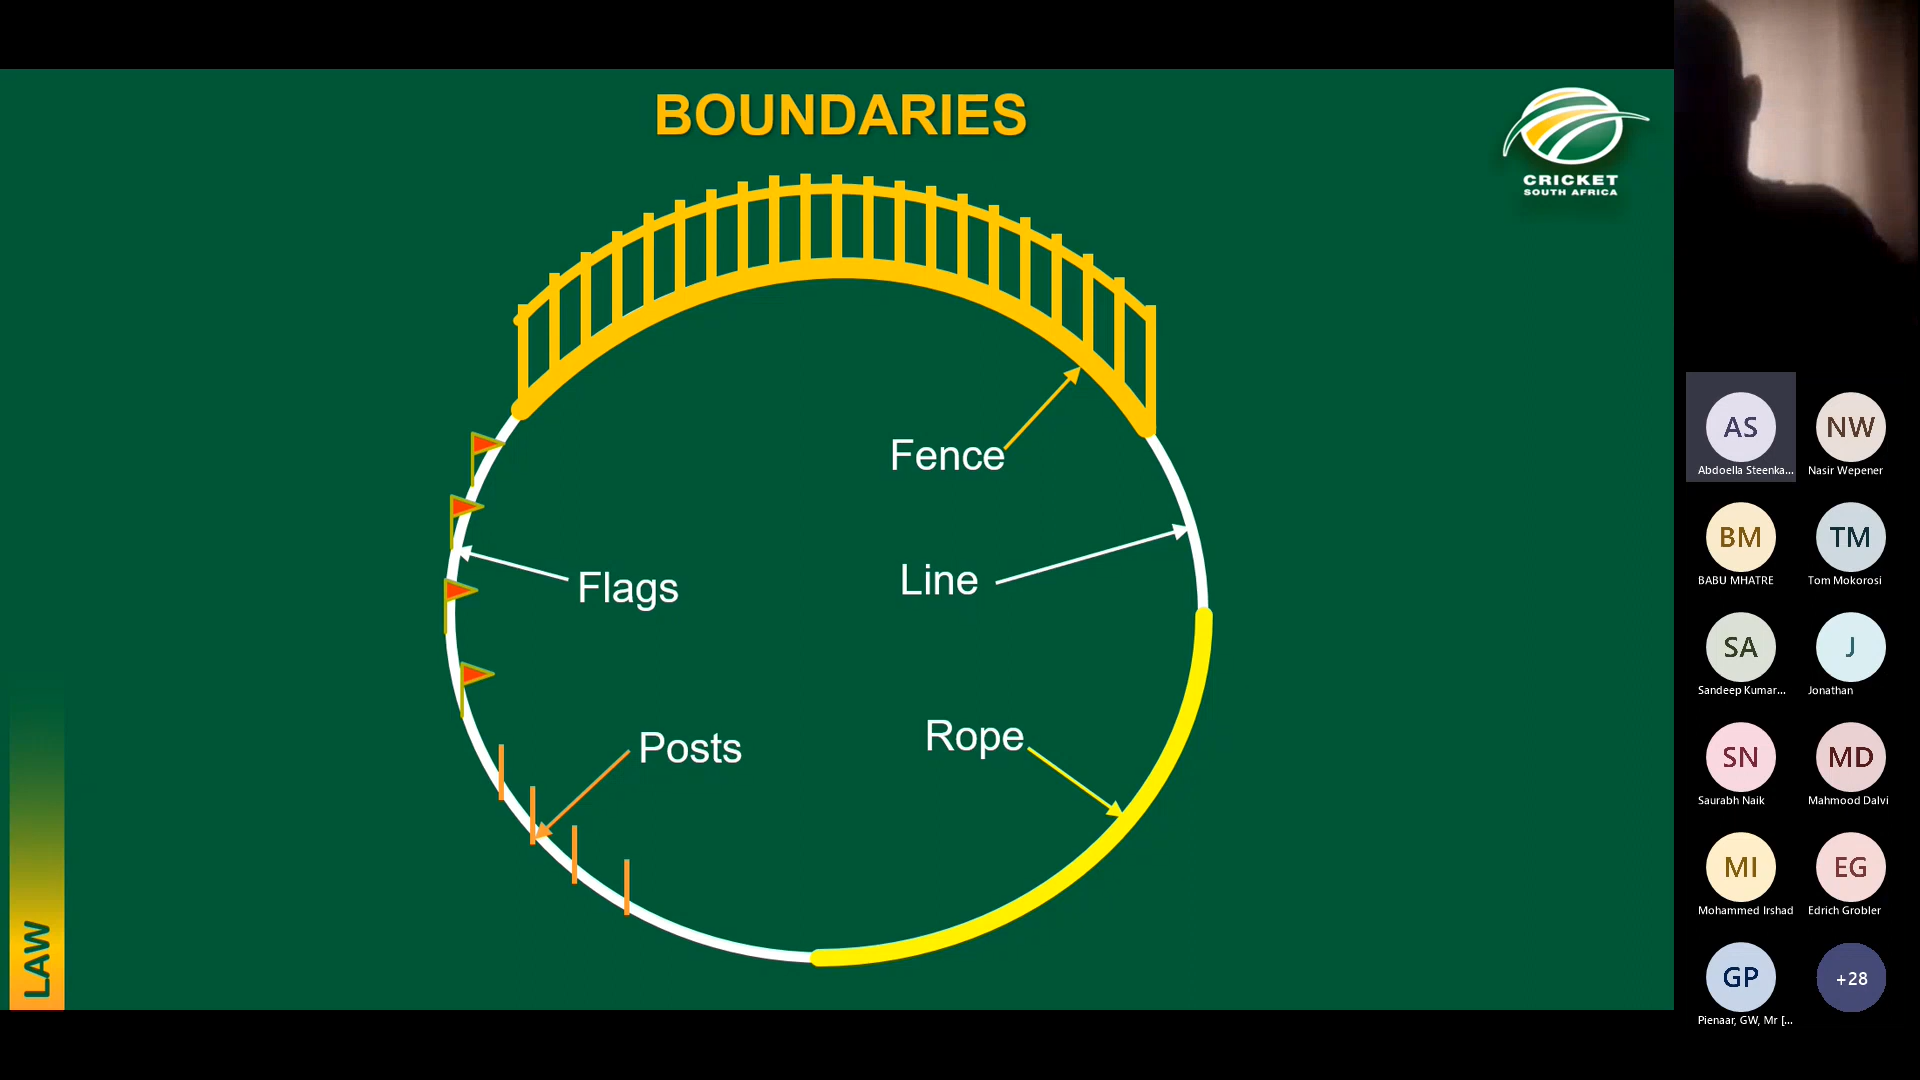 BOUNDARIES
CRICKET
SOUTH AFRICA
Fence
Line
Flags
Posts
Rope
LAW
AS
Abdoella Steenka...
NW
Nasir Wepener
BM
BABU MHATRE
TM
Tom Mokorosi
SA
Sandeep Kumar...
J
Jonathan
SN
Saurabh Naik
MD
Mahmood Dalvi
MI
Mohammed Irshad
EG
Edrich Grobler
GP
Pienaar, GW, Mr [...
+28